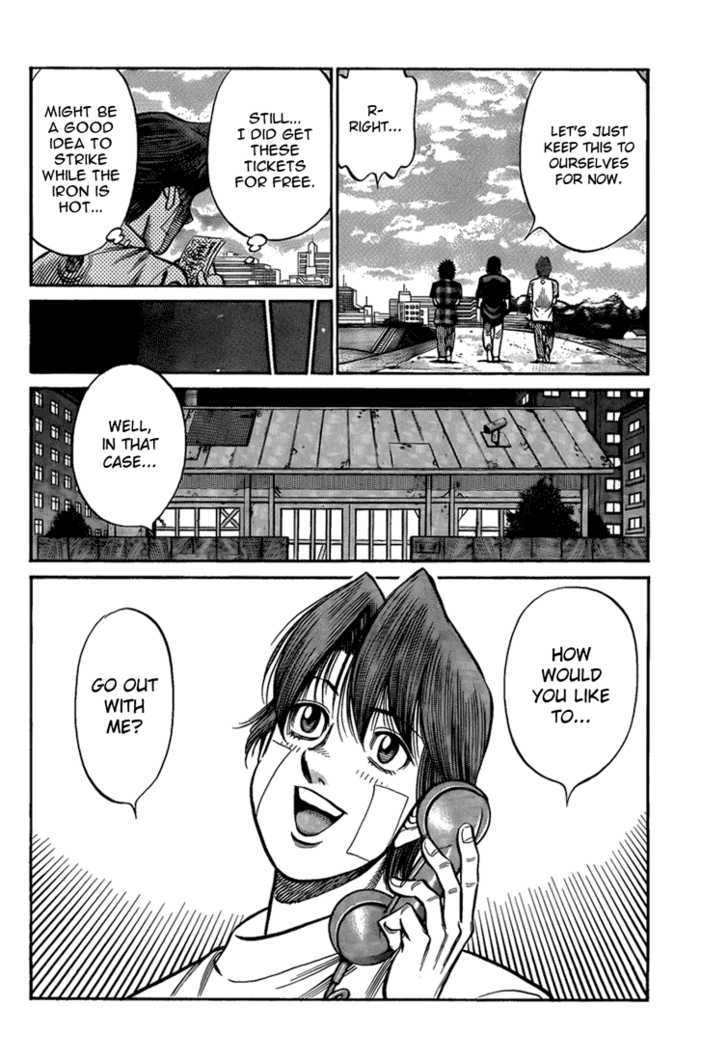 LET'S JUST
KEEP THIS TO
OURSELVES
FOR NOW.
R-
RIGHT...
STILL...
I DID GET
THESE
TICKETS
FOR FREE.
MIGHT BE
A GOOD
IDEA TO
STRIKE
WHILE THE
IRON IS
HOT...
WELL,
IN THAT
CASE...
HOW
WOULD
YOU LIKE
TO...
GO OUT
WITH
ME?